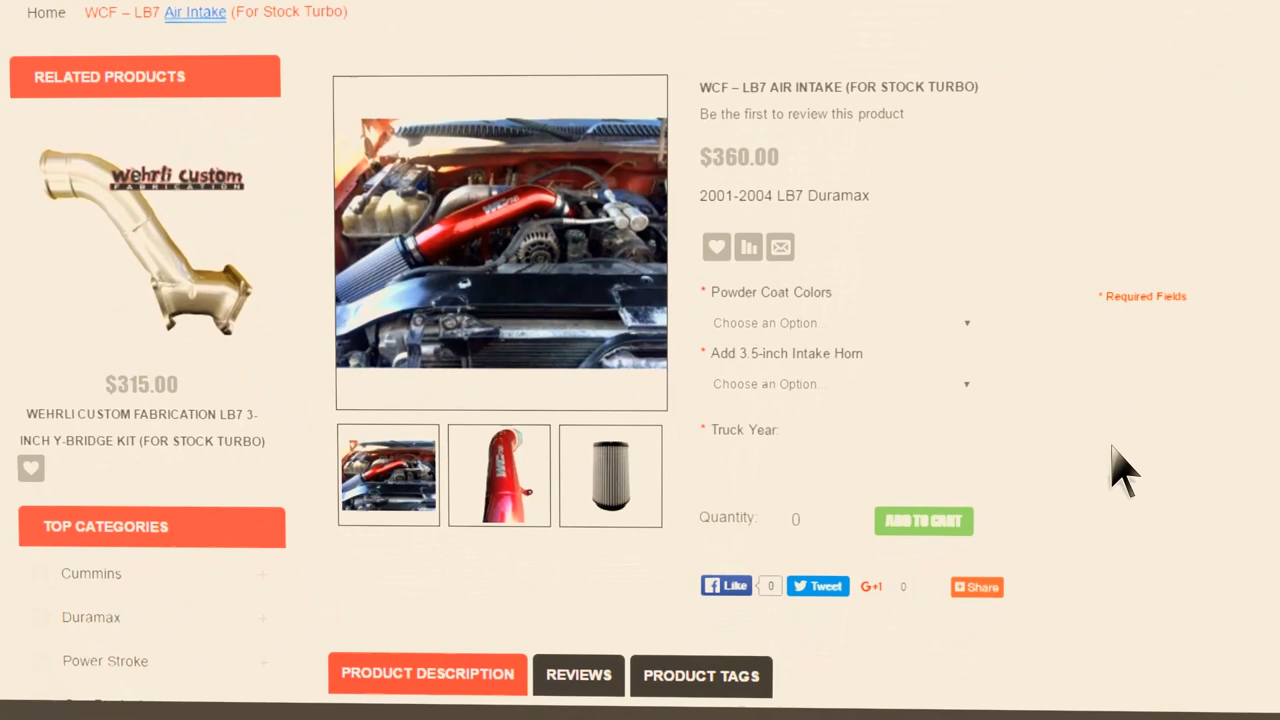 Home WCF – LB7 Air Intake (For Stock Turbo)
RELATED PRODUCTS
wehrli custom
FABRICATION
$315.00
WEHRLI CUSTOM FABRICATION LB7 3-
INCH Y-BRIDGE KIT (FOR STOCK TURBO)
TOP CATEGORIES
Cummins +
Duramax +
Power Stroke +
WCF – LB7 AIR INTAKE (FOR STOCK TURBO)
Be the first to review this product
$360.00
2001-2004 LB7 Duramax
* Powder Coat Colors
* Required Fields
Choose an Option...
* Add 3.5-inch Intake Horn
Choose an Option...
* Truck Year:
Quantity: 0 ADD TO CART
Like 0 Tweet G+1 0 Share
PRODUCT DESCRIPTION REVIEWS PRODUCT TAGS